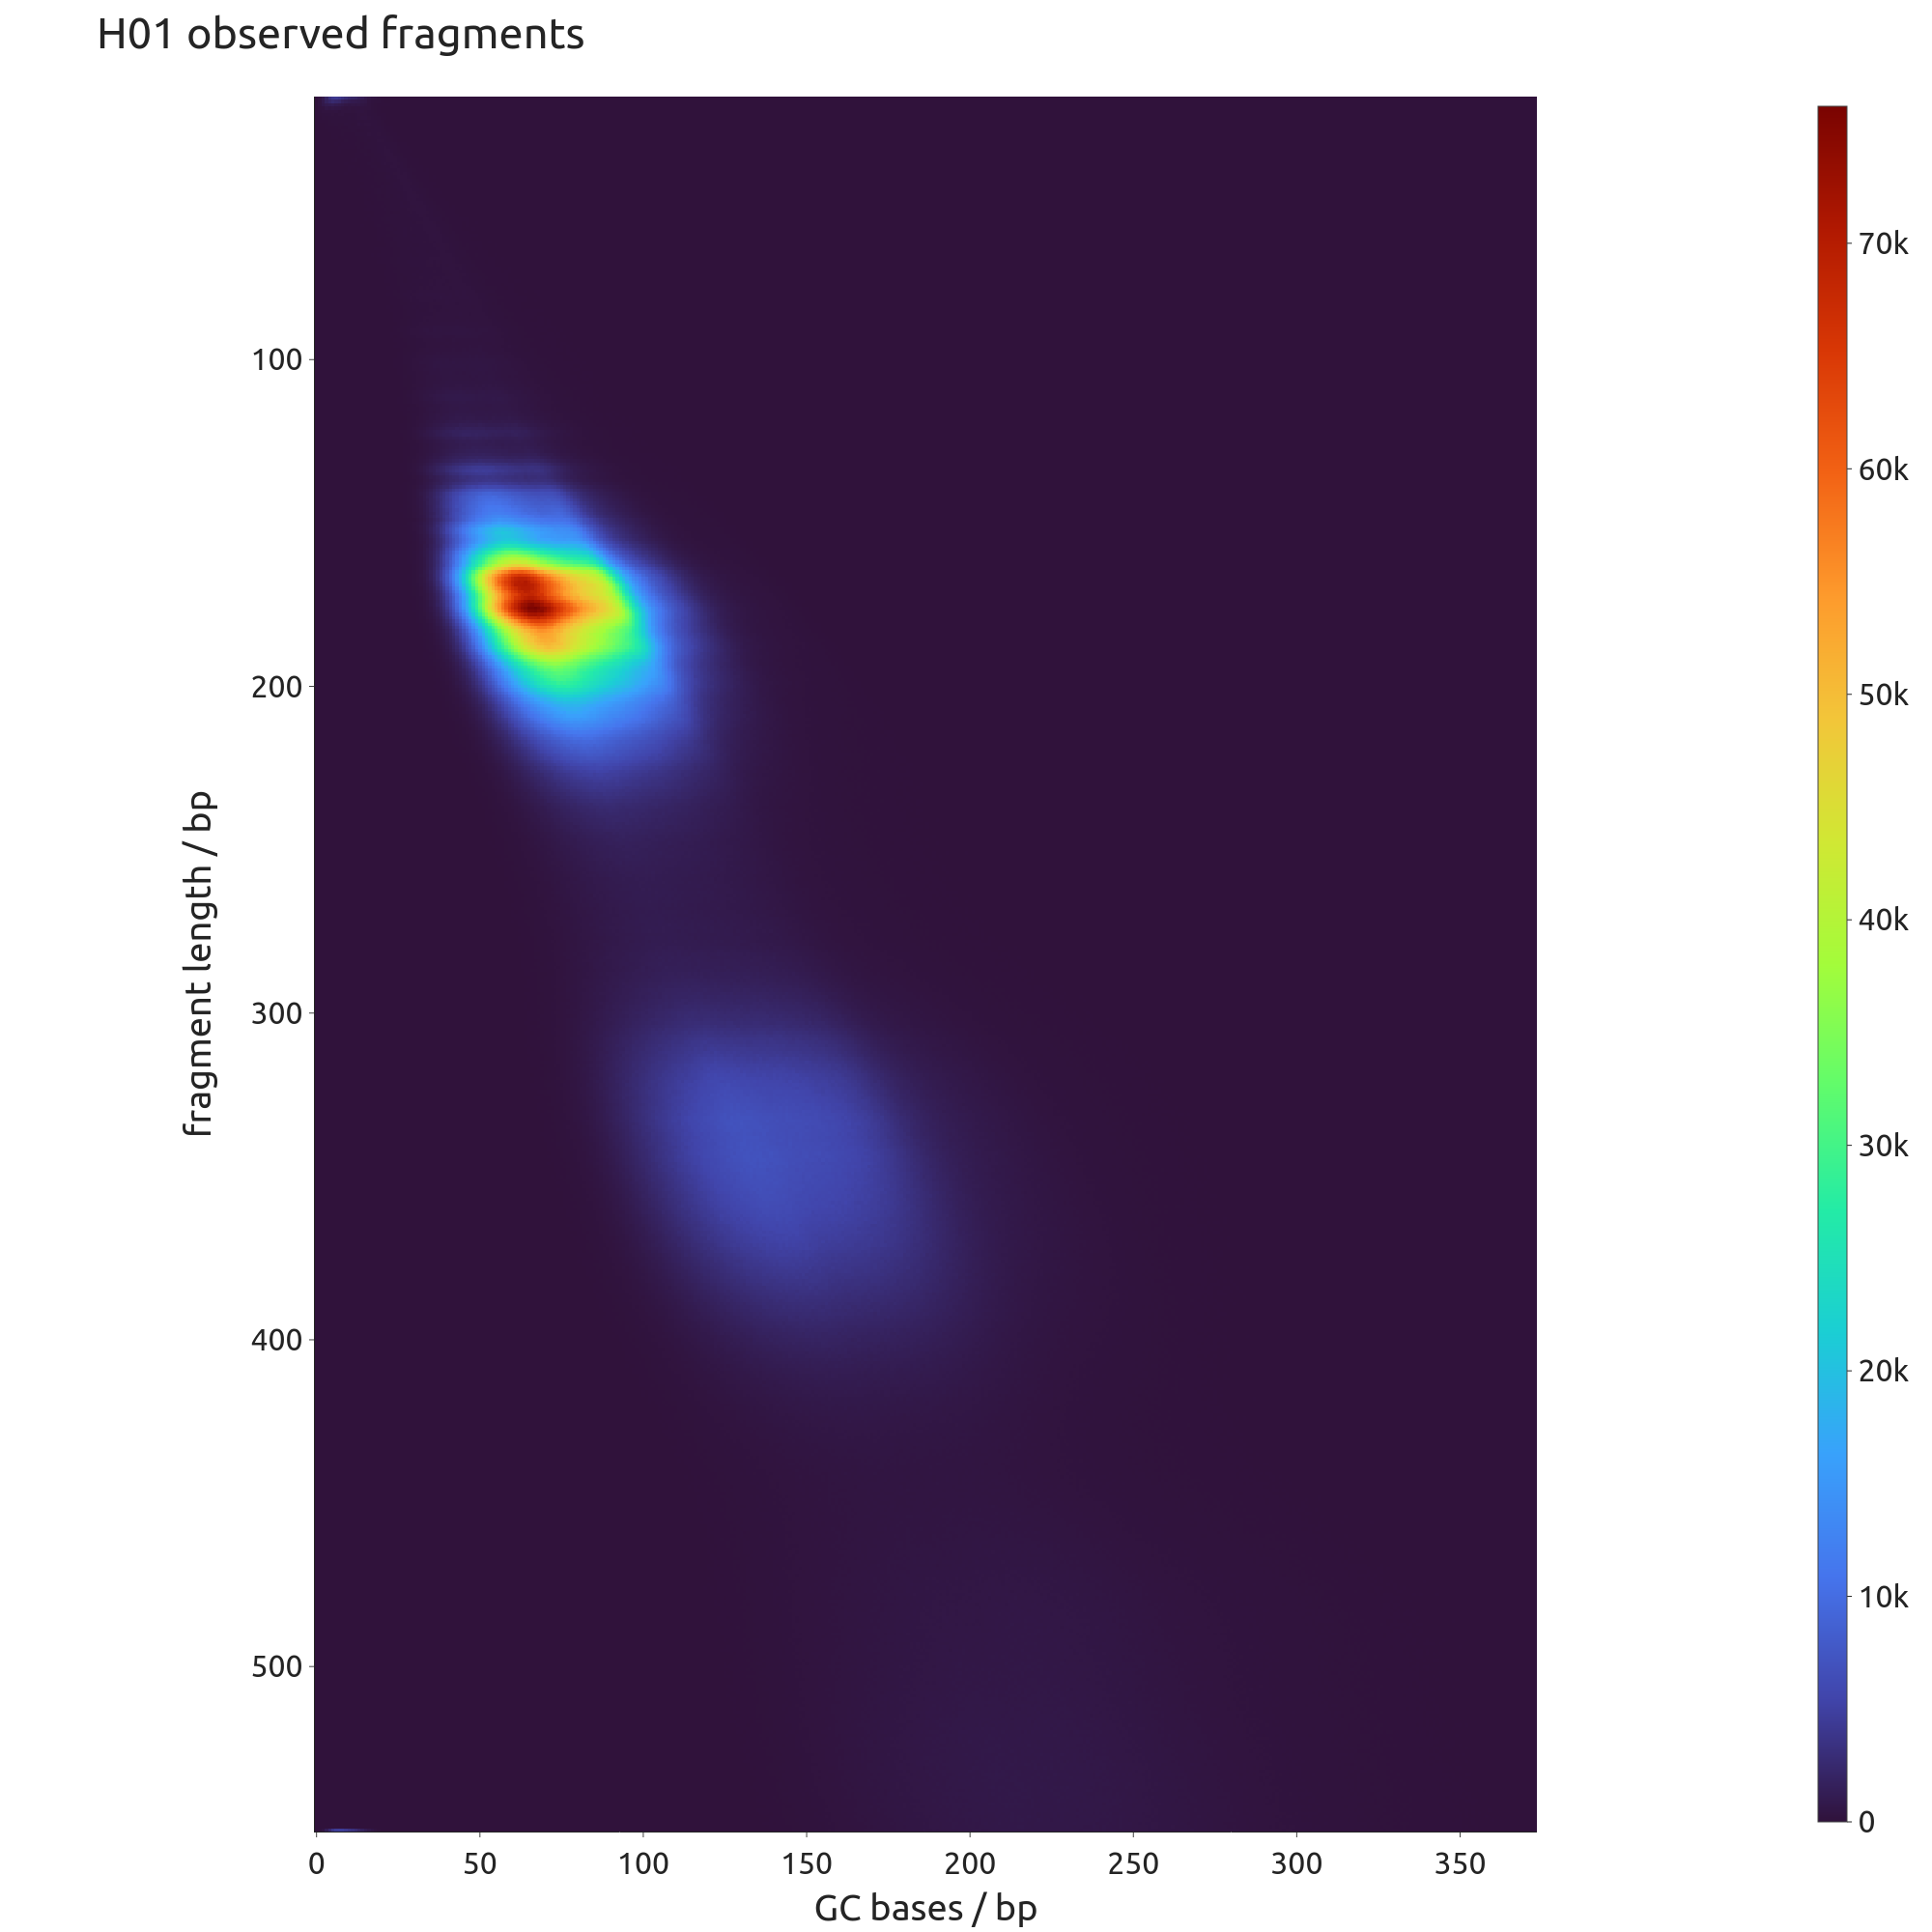 H01 observed fragments
100
200
300
400
500
fragment length / bp
0
50
100
150
200
250
300
350
GC bases / bp
70k
60k
50k
40k
30k
20k
10k
0